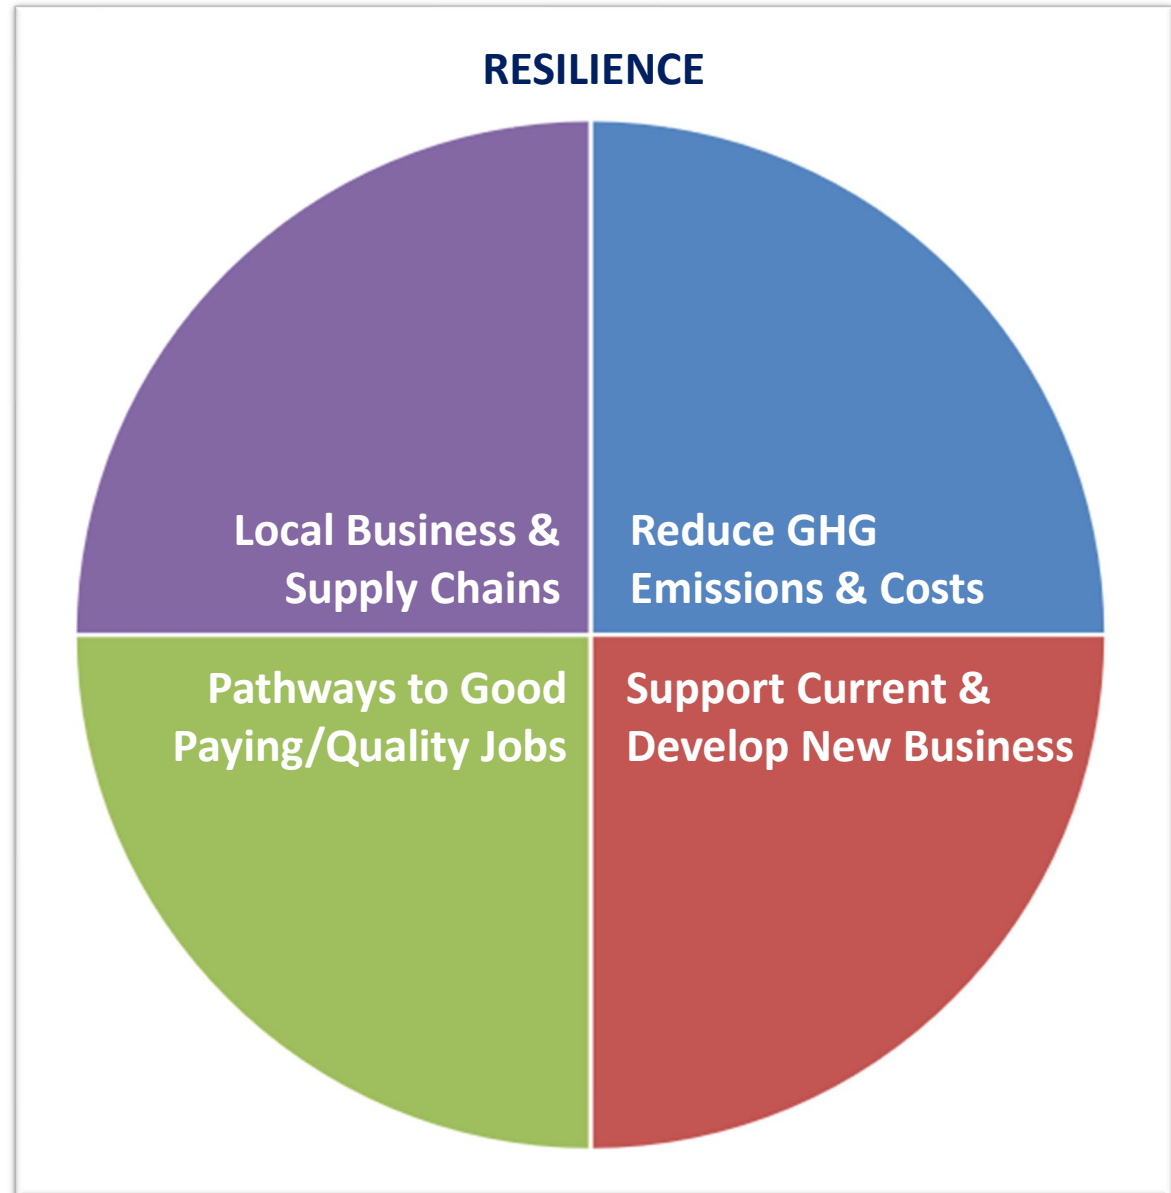 RESILIENCE
Local Business &
Supply Chains
Reduce GHG
Emissions & Costs
Pathways to Good
Paying/Quality Jobs
Support Current &
Develop New Business